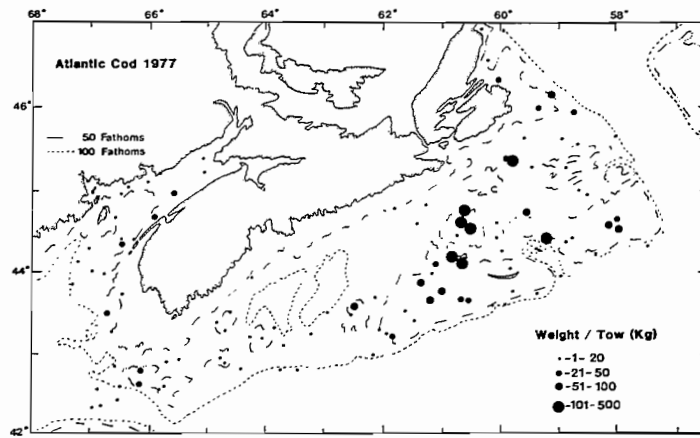 68° 66° 64° 62° 60° 58°
Atlantic Cod 1977
46°
50 Fathoms
100 Fathoms
44°
Weight / Tow (Kg)
-1- 20
-21-50
-51-100
-101-500
42°